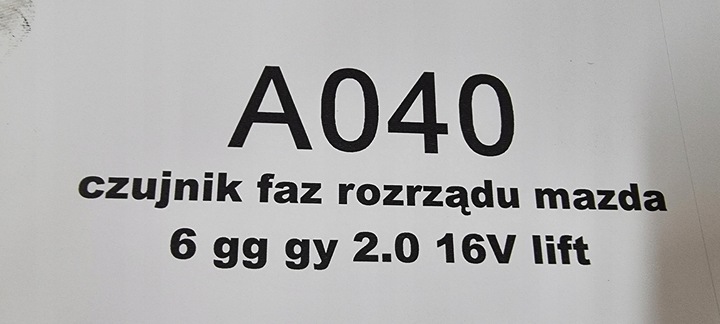 A040
czujnik faz rozrządu mazda
6 gg gy 2.0 16V lift